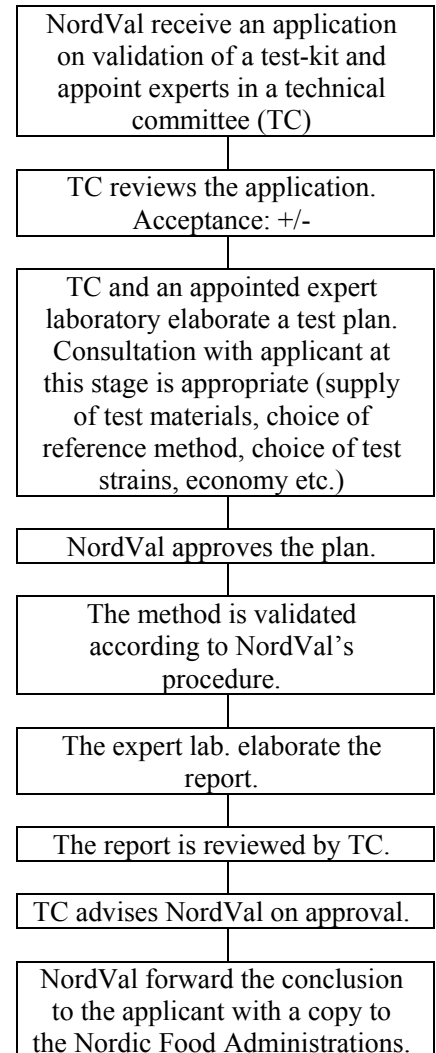 NordVal receive an application
on validation of a test-kit and
appoint experts in a technical
committee (TC)
TC reviews the application.
Acceptance: +/-
TC and an appointed expert
laboratory elaborate a test plan.
Consultation with applicant at
this stage is appropriate (supply
of test materials, choice of
reference method, choice of test
strains, economy etc.)
NordVal approves the plan.
The method is validated
according to NordVal’s
procedure.
The expert lab. elaborate the
report.
The report is reviewed by TC.
TC advises NordVal on approval.
NordVal forward the conclusion
to the applicant with a copy to
the Nordic Food Administrations.